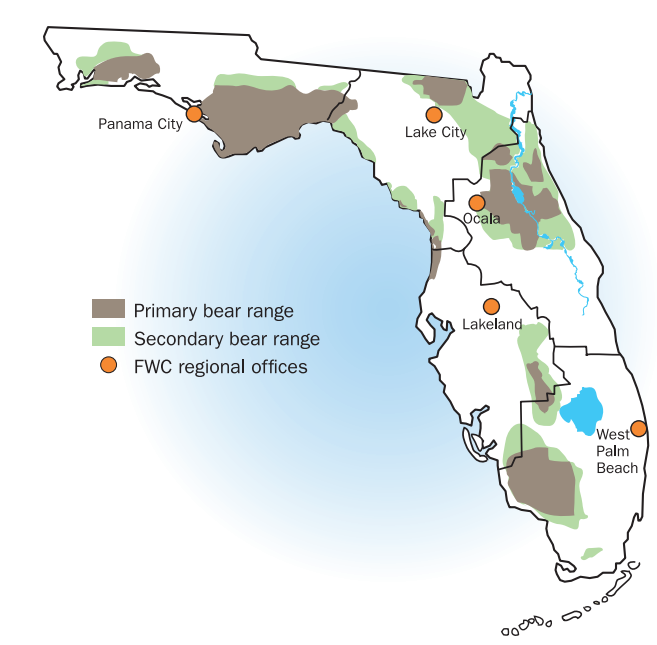 Panama City
Lake City
Ocala
Primary bear range
Secondary bear range
FWC regional offices
Lakeland
West
Palm
Beach